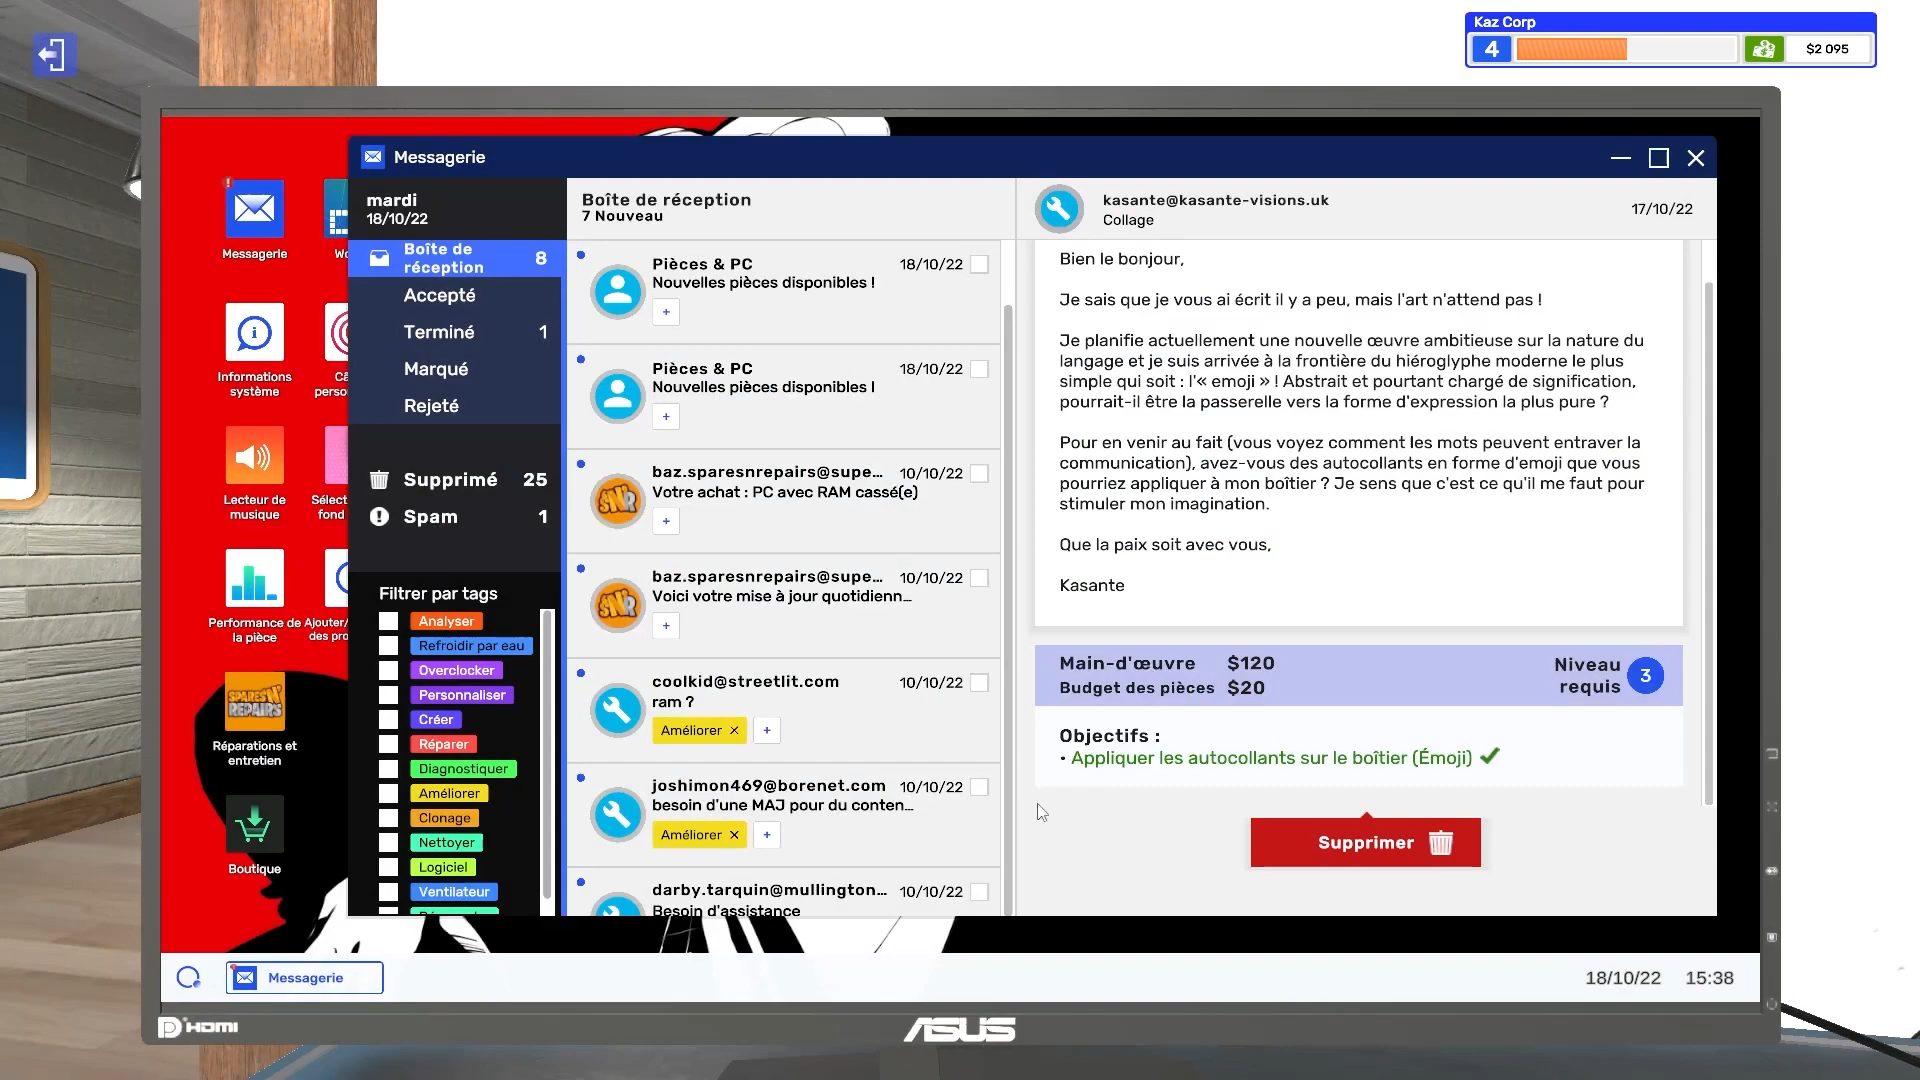 Kaz Corp
4
$2 095
Messagerie
mardi
18/10/22
Boîte de réception
8
Accepté
Terminé
1
Marqué
Rejeté
Supprimé
25
Spam
1
Filtrer par tags
Analyser
Refroidir par eau
Overclocker
Personnaliser
Créer
Réparer
Diagnostiquer
Améliorer
Clonage
Nettoyer
Logiciel
Ventilateur
Boîte de réception
7 Nouveau
Pièces & PC
18/10/22
Nouvelles pièces disponibles !
+
Pièces & PC
18/10/22
Nouvelles pièces disponibles !
+
baz.sparesnrepairs@supe...
10/10/22
Votre achat : PC avec RAM cassé(e)
+
baz.sparesnrepairs@supe...
10/10/22
Voici votre mise à jour quotidienn...
+
coolkid@streetlit.com
10/10/22
ram ?
Améliorer ×
+
joshimon469@borenet.com
10/10/22
besoin d'une MAJ pour du conten...
Améliorer ×
+
darby.tarquin@mullington...
10/10/22
Besoin d'assistance
kasante@kasante-visions.uk
Collage
17/10/22
Bien le bonjour,
Je sais que je vous ai écrit il y a peu, mais l'art n'attend pas !
Je planifie actuellement une nouvelle œuvre ambitieuse sur la nature du
langage et je suis arrivée à la frontière du hiéroglyphe moderne le plus
simple qui soit : l'« emoji » ! Abstrait et pourtant chargé de signification,
pourrait-il être la passerelle vers la forme d'expression la plus pure ?
Pour en venir au fait (vous voyez comment les mots peuvent entraver la
communication), avez-vous des autocollants en forme d'emoji que vous
pourriez appliquer à mon boîtier ? Je sens que c'est ce qu'il me faut pour
stimuler mon imagination.
Que la paix soit avec vous,
Kasante
Main-d'œuvre $120
Budget des pièces $20
Niveau requis
3
Objectifs :
• Appliquer les autocollants sur le boîtier (Émoji)
Supprimer
Messagerie
Informations système
Lecteur de musique
Performance de la pièce
SPARES N' REPAIRS
Réparations et entretien
Boutique
Messagerie
18/10/22
15:38
HDMI
ASUS